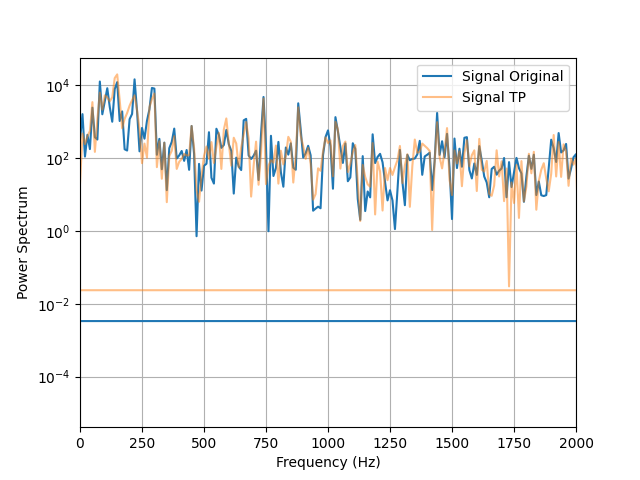 Signal Original
Signal TP
10^4
10^2
10^0
10^-2
10^-4
Power Spectrum
0 250 500 750 1000 1250 1500 1750 2000
Frequency (Hz)